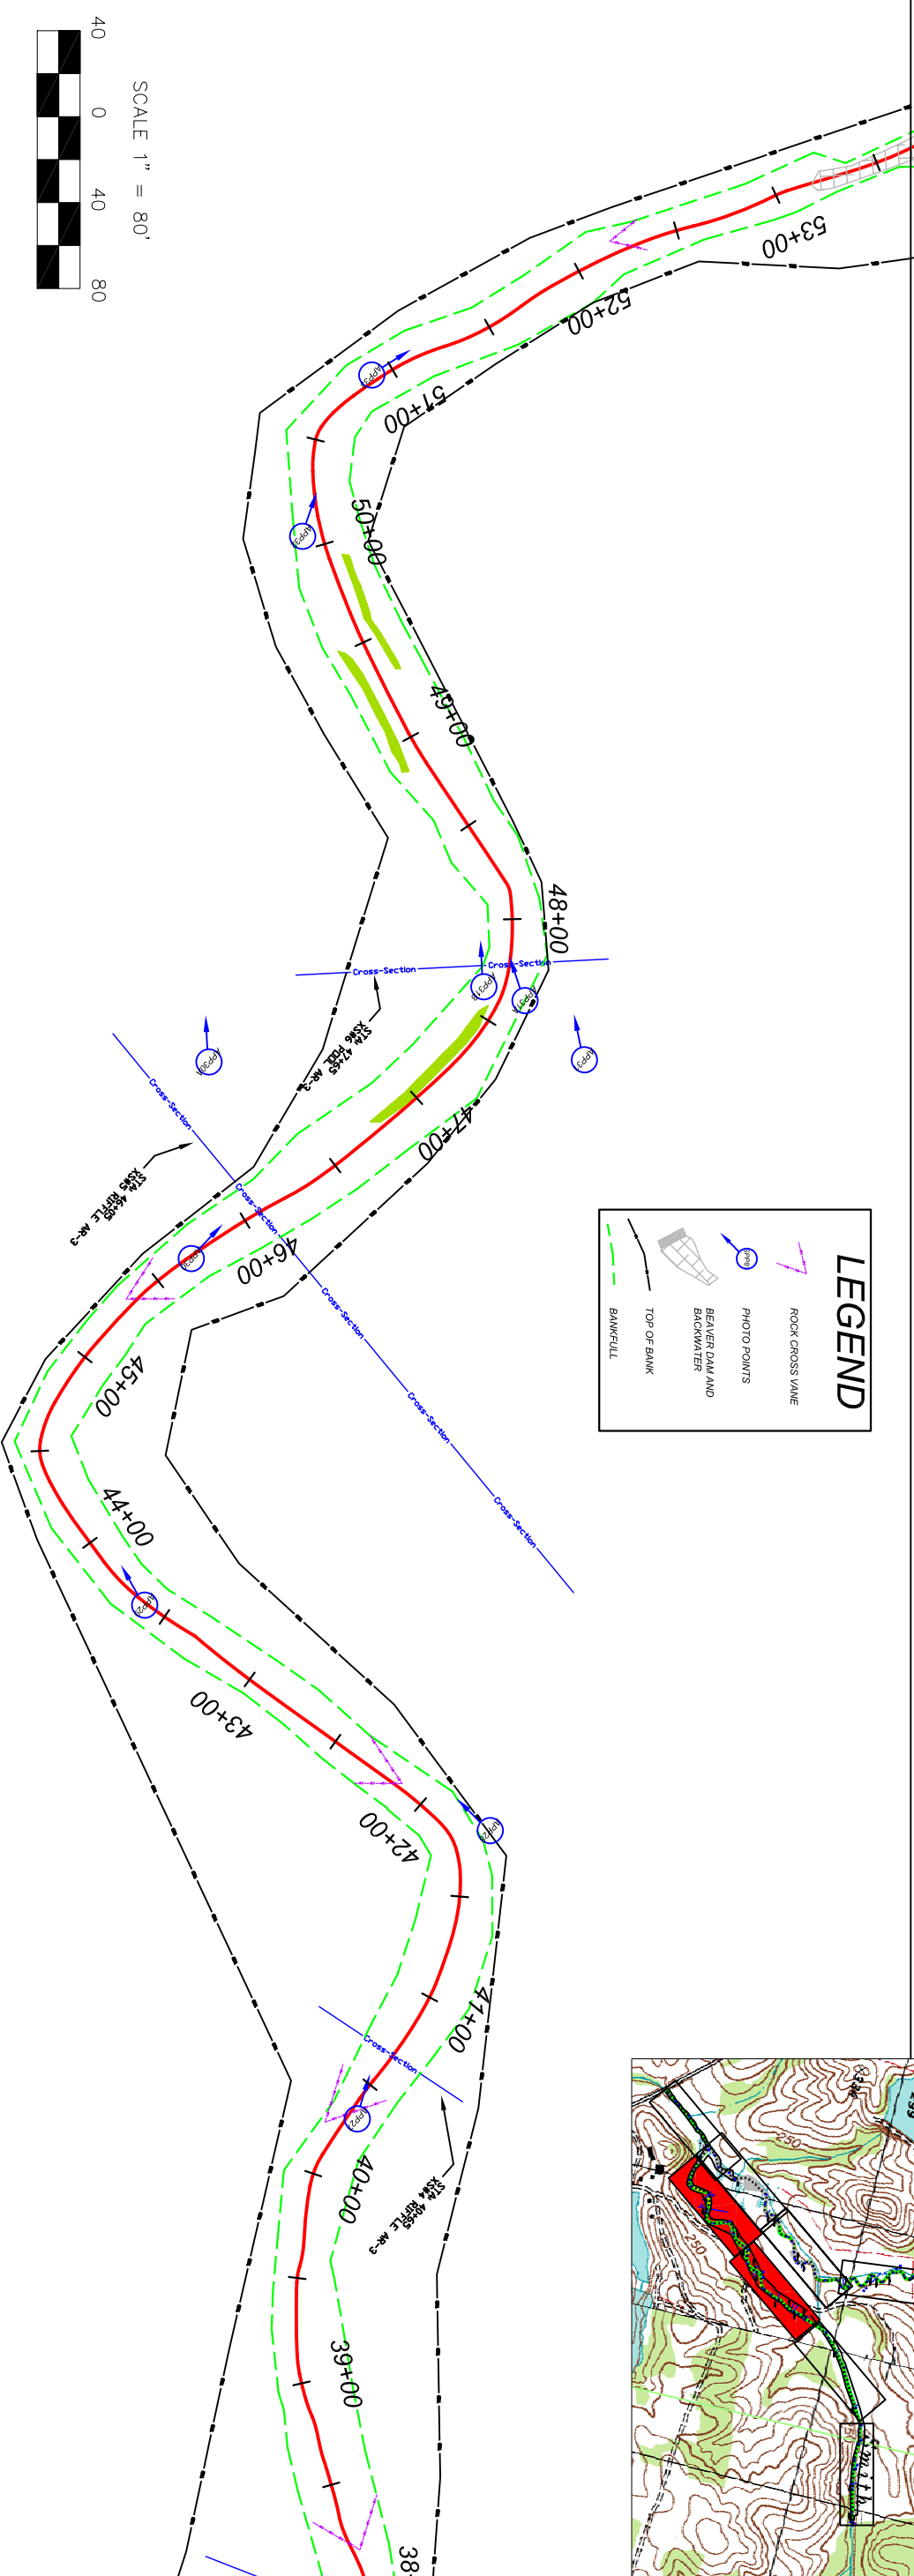 40 0 40 80
SCALE 1" = 80'
53+00
52+00
51+00
50+00
49+00
48+00
47+00
46+00
45+00
44+00
43+00
42+00
41+00
40+00
39+00
Cross-Section
Cross-Section
STA: 47+65
XS#6 POOL AR-3
APP31B
APP31A
APP30A
Cross-Section
Cross-Section
Cross-Section
Cross-Section
Cross-Section
STA: 46+05
XS#5 RIFFLE AR-3
Cross-Section
STA: 40+65
XS#4 RIFFLE AR-3
LEGEND
ROCK CROSS VANE
PHOTO POINTS
BEAVER DAM AND
BACKWATER
TOP OF BANK
BANKFULL
250
250
Smith